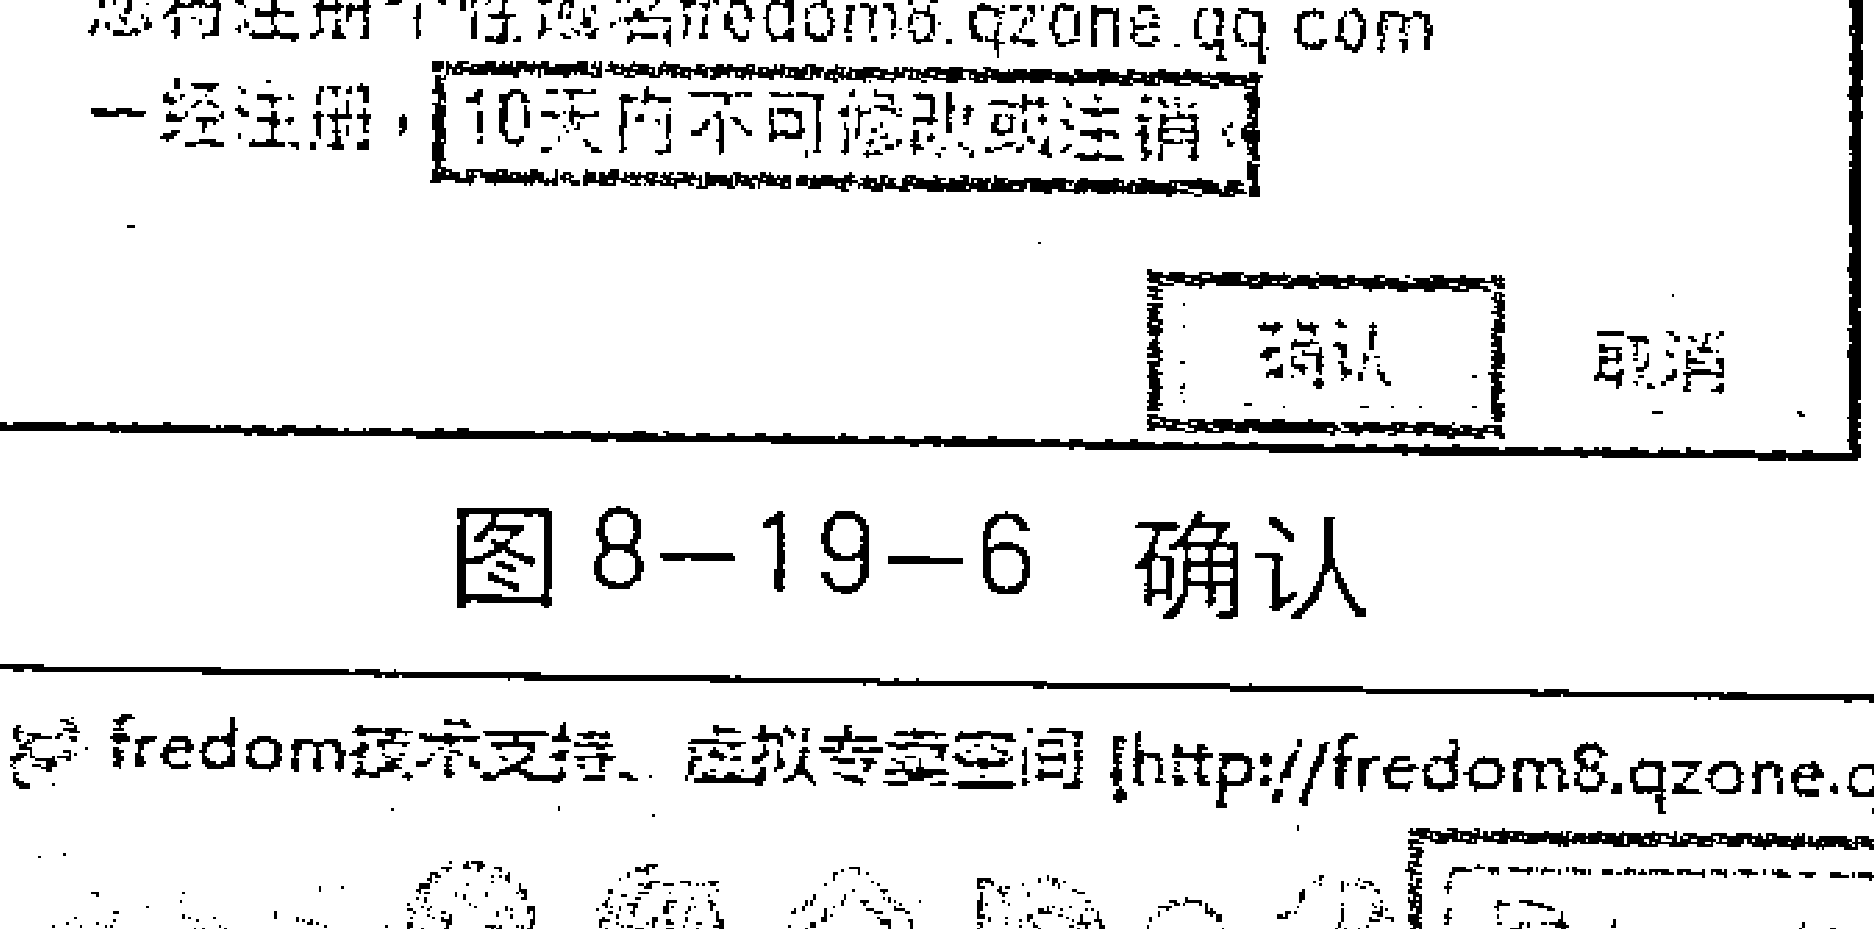 您将注册个性域名fredom8.qzone.qq.com
一经注册，10天内不可修改或注销。
确认 取消
图 8-19-6 确认
fredom技术支持、虚拟专案空间 [http://fredom8.qzone.q